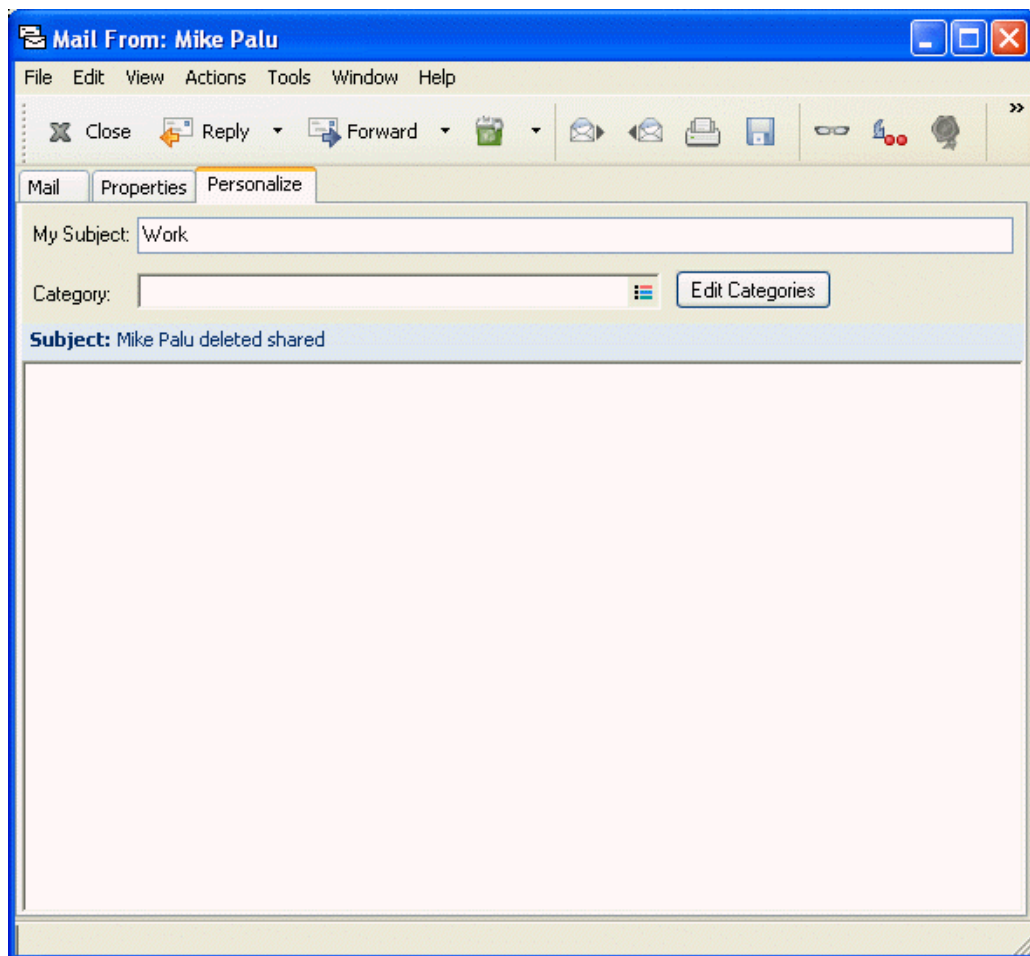 Mail From: Mike Palu
File Edit View Actions Tools Window Help
Close Reply Forward »
Mail Properties Personalize
My Subject: Work
Category: Edit Categories
Subject: Mike Palu deleted shared